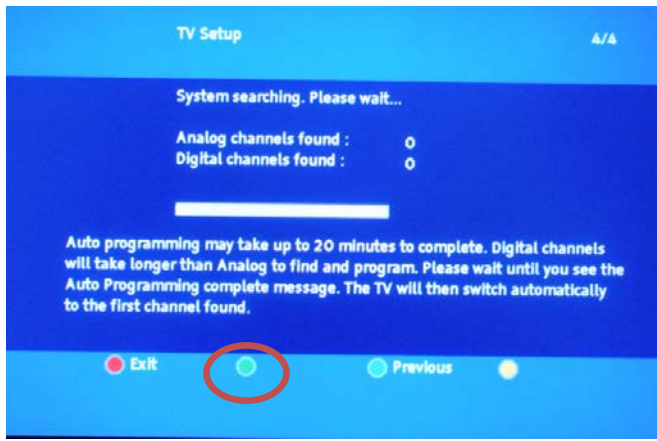 TV Setup
4/4
System searching. Please wait...
Analog channels found : 0
Digital channels found : 0
Auto programming may take up to 20 minutes to complete. Digital channels
will take longer than Analog to find and program. Please wait until you see the
Auto Programming complete message. The TV will then switch automatically
to the first channel found.
Exit
Previous